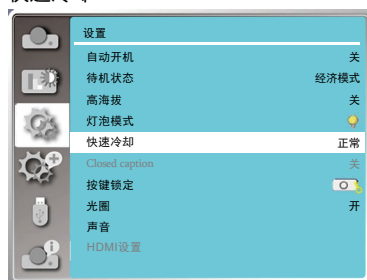 设置
自动开机 关
待机状态 经济模式
高海拔 关
灯泡模式
快速冷却 正常
Closed caption 关
按键锁定
光圈 开
声音
HDMI设置